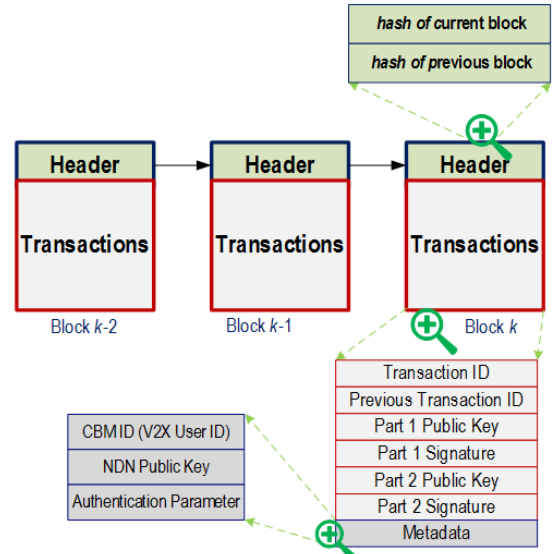 hash of current block
hash of previous block
Header
Header
Header
Transactions
Transactions
Transactions
Block k-2
Block k-1
Block k
Transaction ID
Previous Transaction ID
Part 1 Public Key
Part 1 Signature
Part 2 Public Key
Part 2 Signature
Metadata
CBM ID (V2X User ID)
NDN Public Key
Authentication Parameter